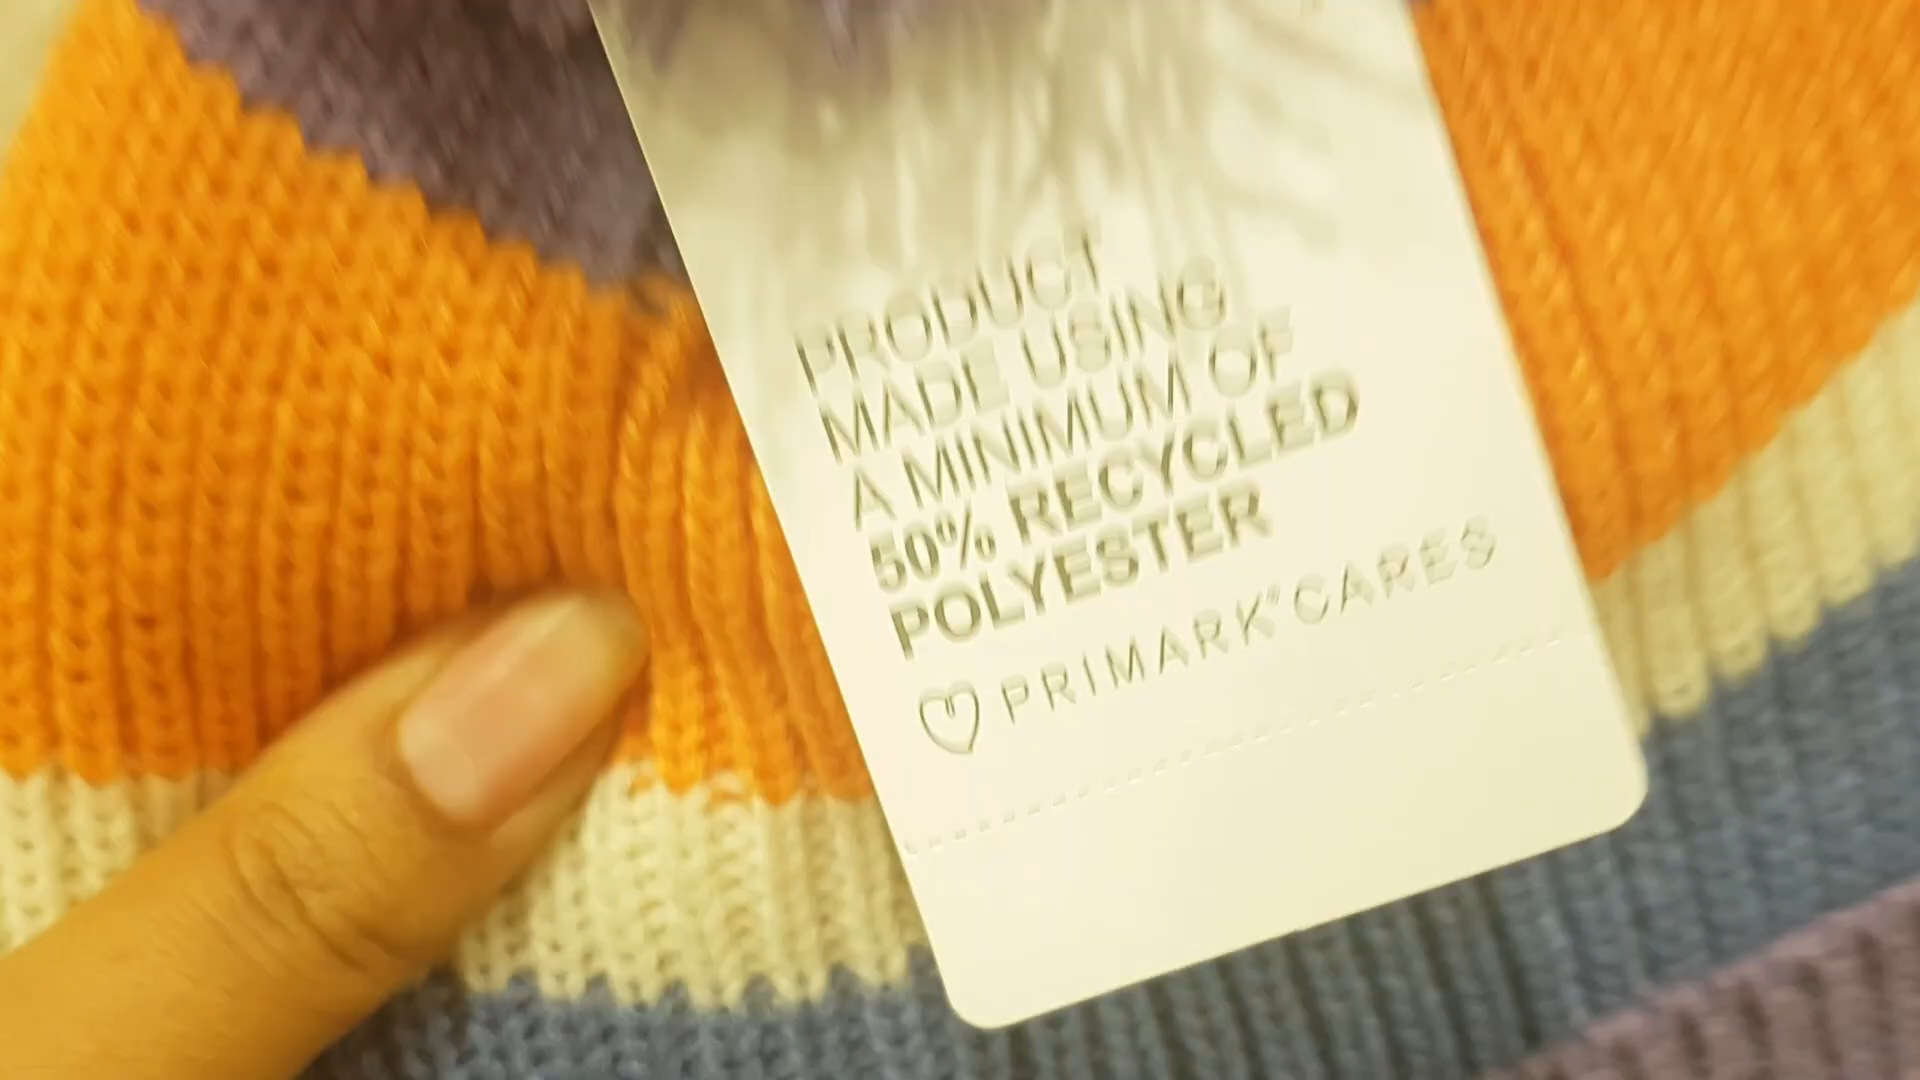 PRODUCT
MADE USING
A MINIMUM OF
50% RECYCLED
POLYESTER
PRIMARK® CARES